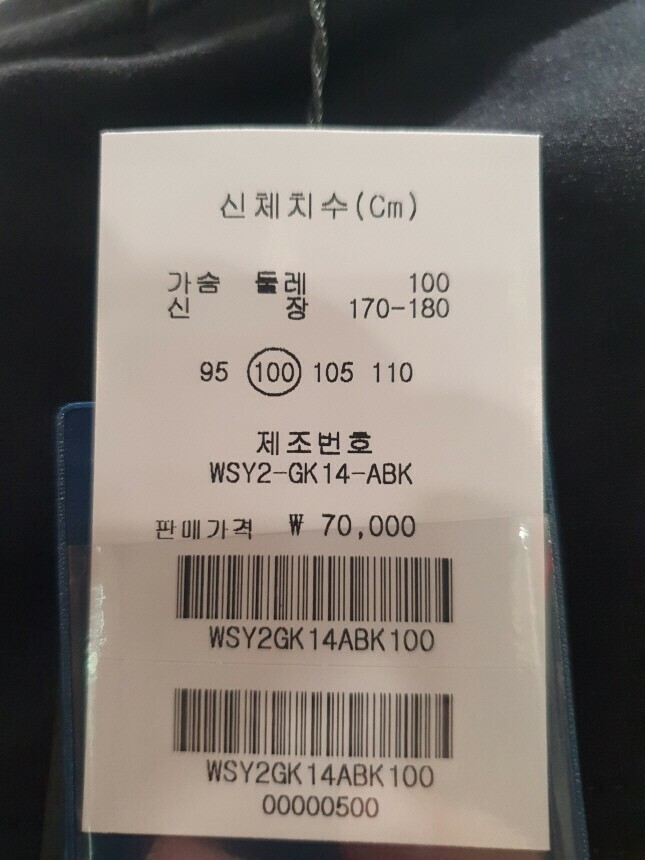 신체치수(Cm)
가슴 둘레 100
신 장 170-180
95 100 105 110
제조번호
WSY2-GK14-ABK
판매가격 ₩ 70,000
WSY2GK14ABK100
WSY2GK14ABK100
00000500